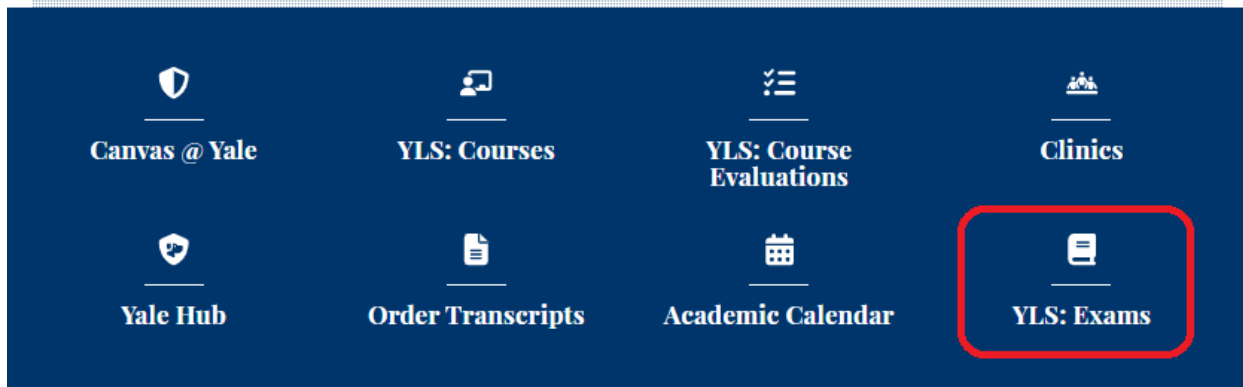 Canvas @ Yale
YLS: Courses
YLS: Course
Evaluations
Clinics
Yale Hub
Order Transcripts
Academic Calendar
YLS: Exams